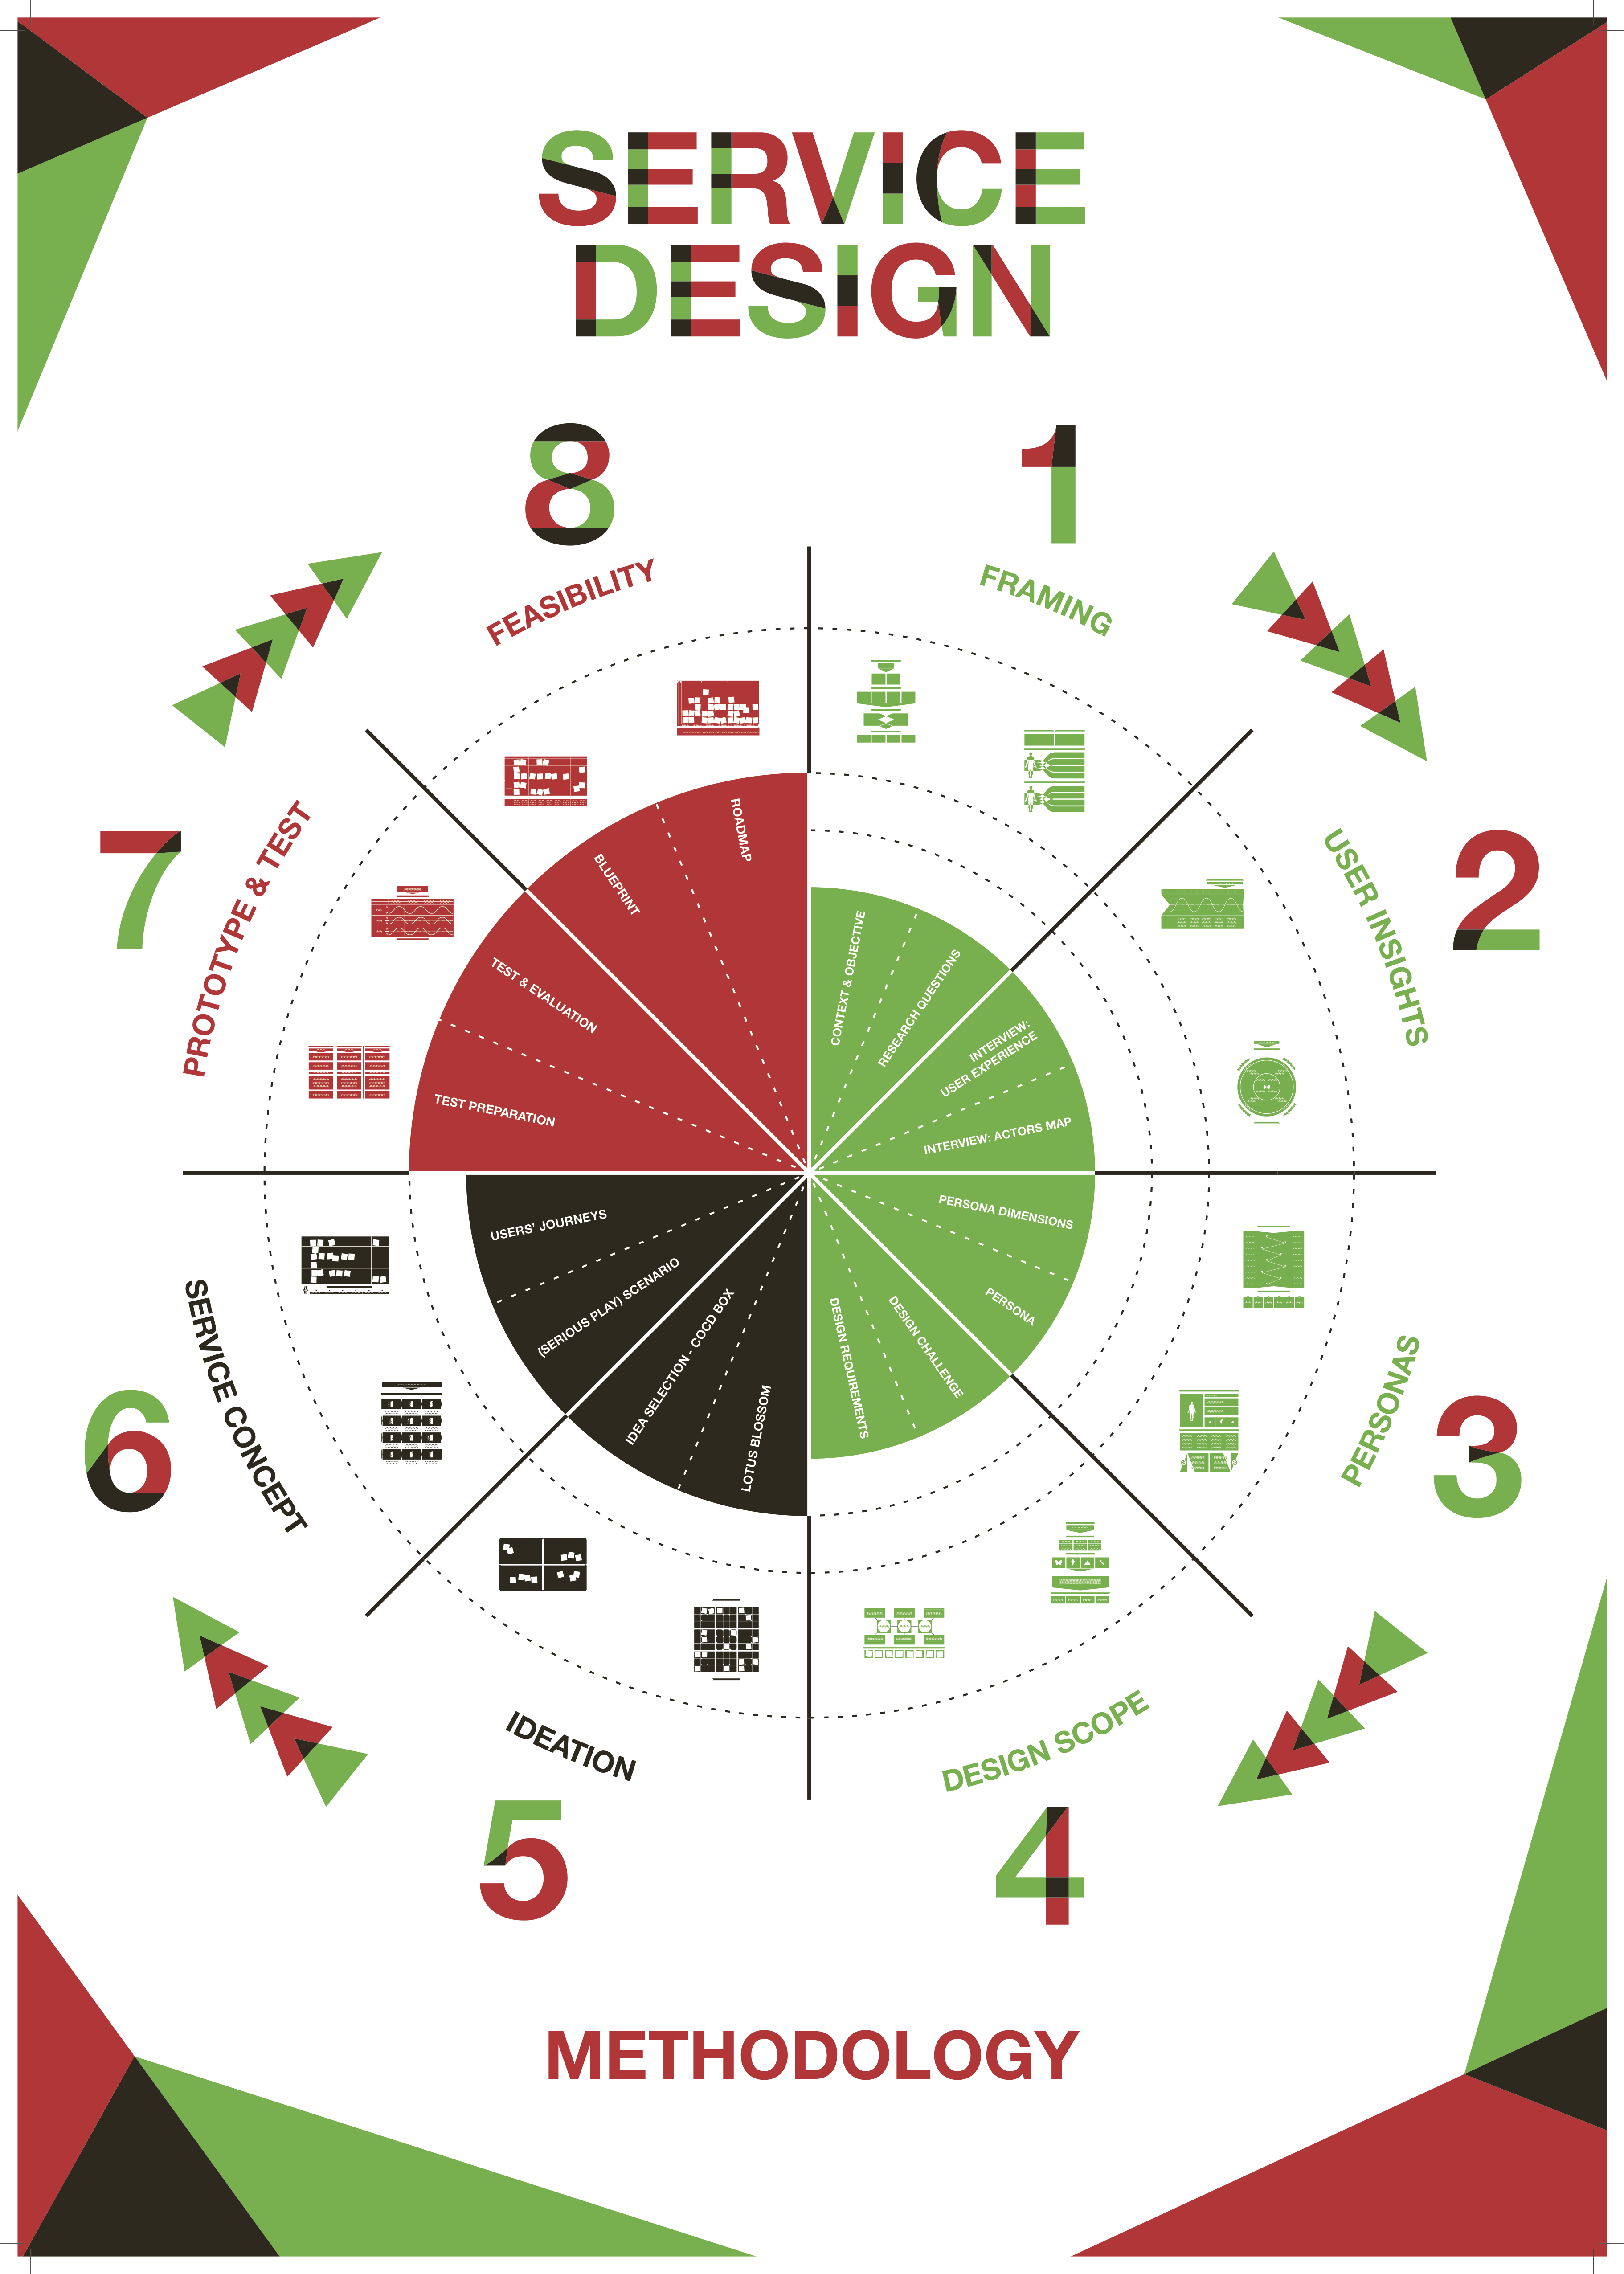 SERVICE
DESIGN
1
FRAMING
CONTEXT & OBJECTIVE
RESEARCH QUESTIONS
2
USER INSIGHTS
INTERVIEW:
USER EXPERIENCE
INTERVIEW: ACTORS MAP
3
PERSONAS
PERSONA DIMENSIONS
PERSONA
4
DESIGN SCOPE
DESIGN CHALLENGE
DESIGN REQUIREMENTS
5
IDEATION
LOTUS BLOSSOM
IDEA SELECTION - COCD BOX
6
SERVICE CONCEPT
(SERIOUS PLAY) SCENARIO
USERS’ JOURNEYS
7
PROTOTYPE & TEST
TEST PREPARATION
TEST & EVALUATION
8
FEASIBILITY
BLUEPRINT
ROADMAP
METHODOLOGY